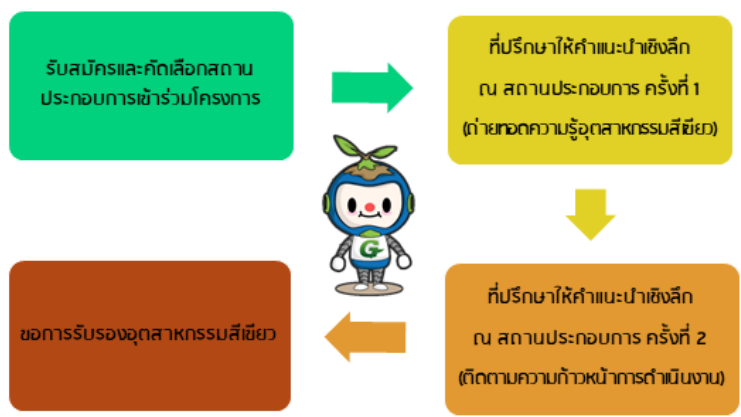 รับสมัครและคัดเลือกสถาน
ประกอบการเข้าร่วมโครงการ
ที่ปรึกษาให้คำแนะนำเชิงลึก
ณ สถานประกอบการ ครั้งที่ 1
(ถ่ายทอดความรู้อุตสาหกรรมสีเขียว)
G
ที่ปรึกษาให้คำแนะนำเชิงลึก
ณ สถานประกอบการ ครั้งที่ 2
(ติดตามความก้าวหน้าการดำเนินงาน)
ขอการรับรองอุตสาหกรรมสีเขียว